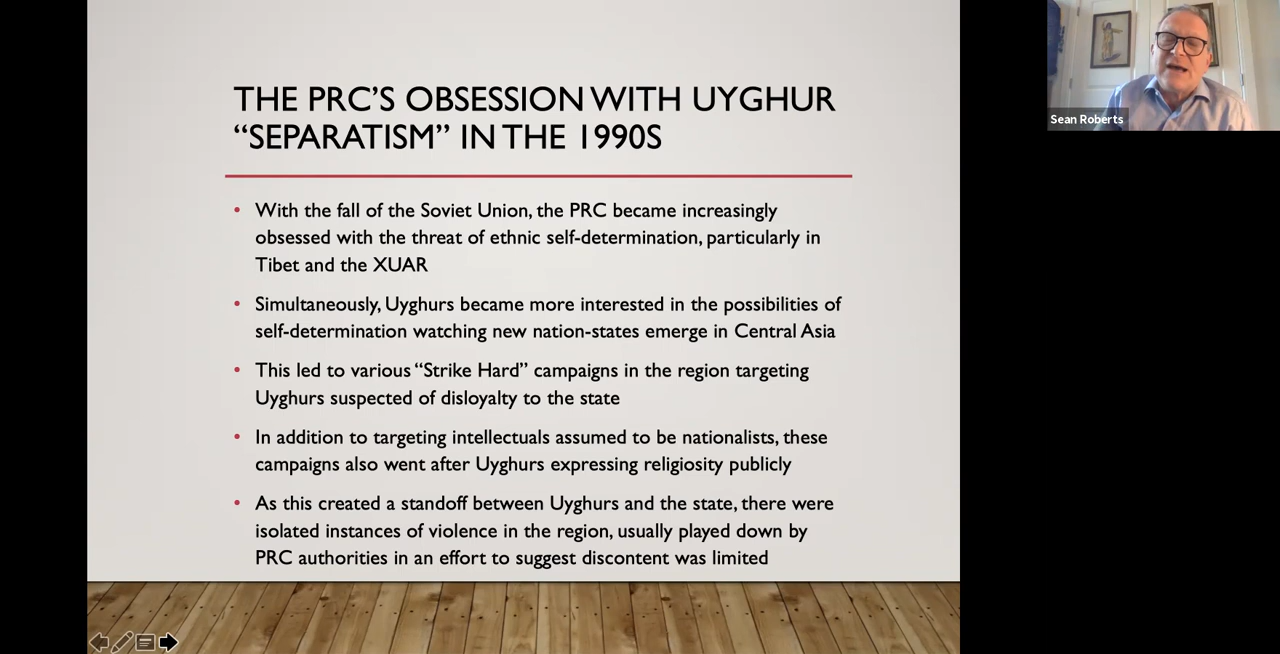 THE PRC’S OBSESSION WITH UYGHUR
“SEPARATISM” IN THE 1990S
• With the fall of the Soviet Union, the PRC became increasingly
obsessed with the threat of ethnic self-determination, particularly in
Tibet and the XUAR
• Simultaneously, Uyghurs became more interested in the possibilities of
self-determination watching new nation-states emerge in Central Asia
• This led to various “Strike Hard” campaigns in the region targeting
Uyghurs suspected of disloyalty to the state
• In addition to targeting intellectuals assumed to be nationalists, these
campaigns also went after Uyghurs expressing religiosity publicly
• As this created a standoff between Uyghurs and the state, there were
isolated instances of violence in the region, usually played down by
PRC authorities in an effort to suggest discontent was limited
Sean Roberts